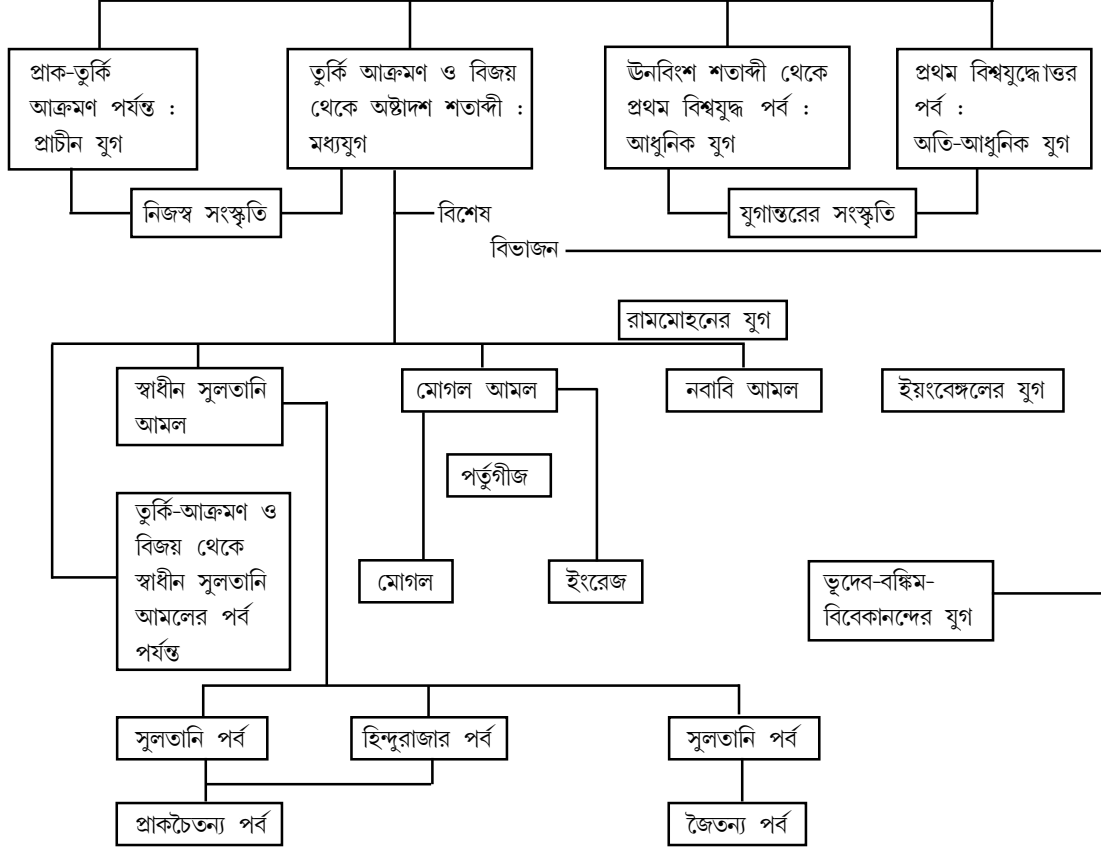 প্রাক-তুর্কি
আক্রমণ পর্যন্ত :
প্রাচীন যুগ
তুর্কি আক্রমণ ও বিজয়
থেকে অষ্টাদশ শতাব্দী :
মধ্যযুগ
ঊনবিংশ শতাব্দী থেকে
প্রথম বিশ্বযুদ্ধ পর্ব :
আধুনিক যুগ
প্রথম বিশ্বযুদ্ধোত্তর
পর্ব :
অতি-আধুনিক যুগ
নিজস্ব সংস্কৃতি
বিশেষ
যুগান্তরের সংস্কৃতি
বিভাজন
রামমোহনের যুগ
স্বাধীন সুলতানি
আমল
মোগল আমল
নবাবি আমল
ইয়ংবেঙ্গলের যুগ
পর্তুগীজ
তুর্কি-আক্রমণ ও
বিজয় থেকে
স্বাধীন সুলতানি
আমলের পর্ব
পর্যন্ত
মোগল
ইংরেজ
ভূদেব-বঙ্কিম-
বিবেকানন্দের যুগ
সুলতানি পর্ব
হিন্দুরাজার পর্ব
সুলতানি পর্ব
প্রাকচৈতন্য পর্ব
জৈতন্য পর্ব